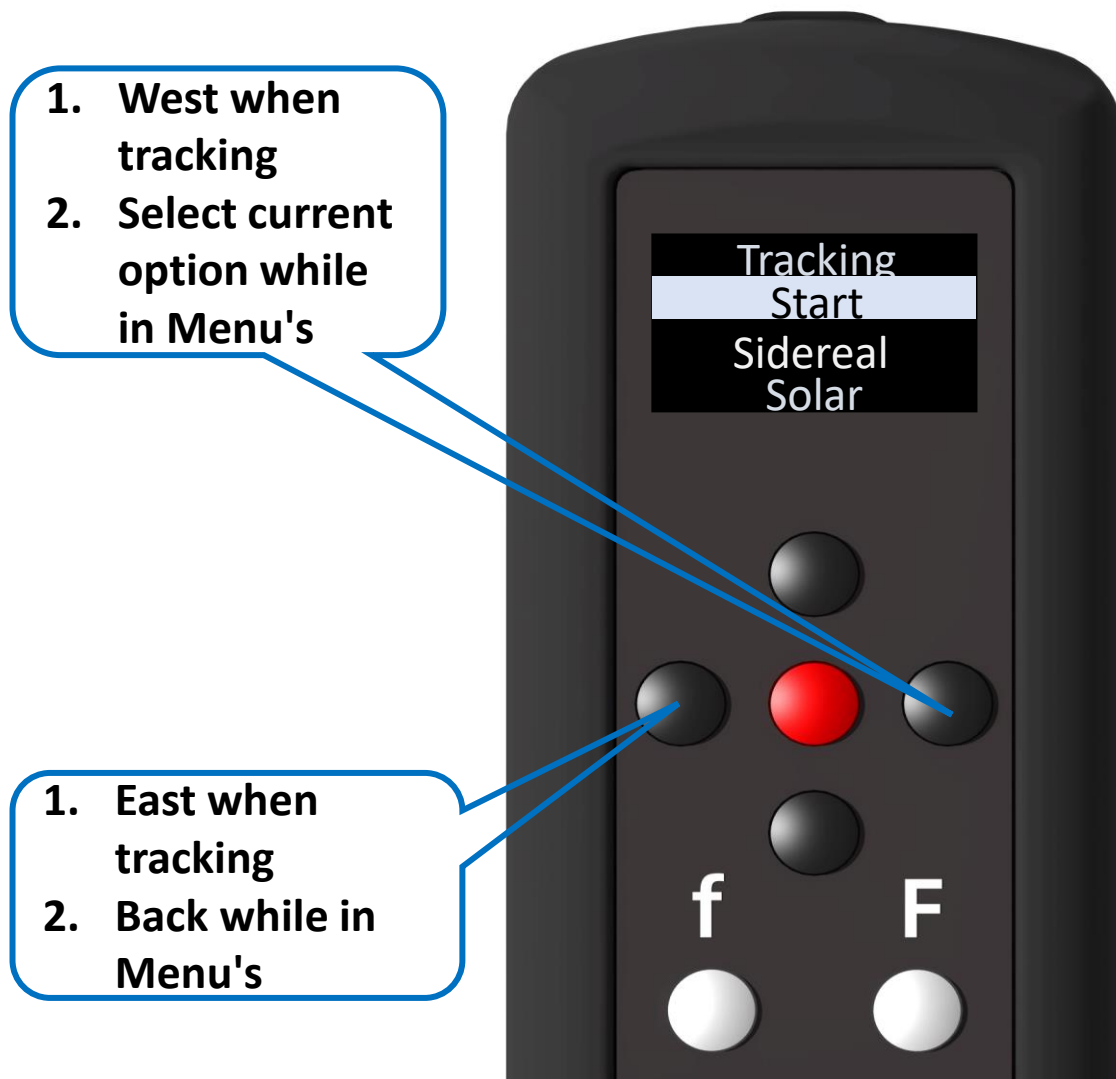 1. West when
tracking
2. Select current
option while
in Menu's
Tracking
Start
Sidereal
Solar
1. East when
tracking
2. Back while in
Menu's
f F